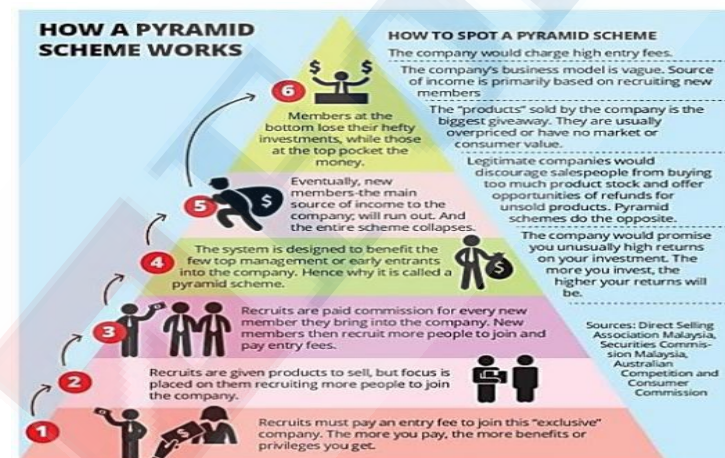 HOW A PYRAMID
SCHEME WORKS
6
$ $
Members at the
bottom lose their hefty
investments, while those
at the top pocket the
money.
5
$
Eventually, new
members-the main
source of income to the
company; will run out. And
the entire scheme collapses.
4
The system is designed to benefit the
few top management or early entrants
into the company. Hence why it is called a
pyramid scheme.
$
3
Recruits are paid commission for every new
member they bring into the company. New
members then recruit more people to join and
pay entry fees.
2
Recruits are given products to sell, but focus is
placed on them recruiting more people to join
the company.
1
Recruits must pay an entry fee to join this "exclusive"
company. The more you pay, the more benefits or
privileges you get.
HOW TO SPOT A PYRAMID SCHEME
The company would charge high entry fees.
The company's business model is vague. Source
of income is primarily based on recruiting new
members
The "products" sold by the company is the
biggest giveaway. They are usually
overpriced or have no market or
consumer value.
Legitimate companies would
discourage salespeople from buying
too much product stock and offer
opportunities of refunds for
unsold products. Pyramid
schemes do the opposite.
The company would promise
you unusually high returns
on your investment. The
more you invest, the
higher your returns will
be.
Sources: Direct Selling
Association Malaysia,
Securities Commis-
sion Malaysia,
Australian
Competition and
Consumer
Commission